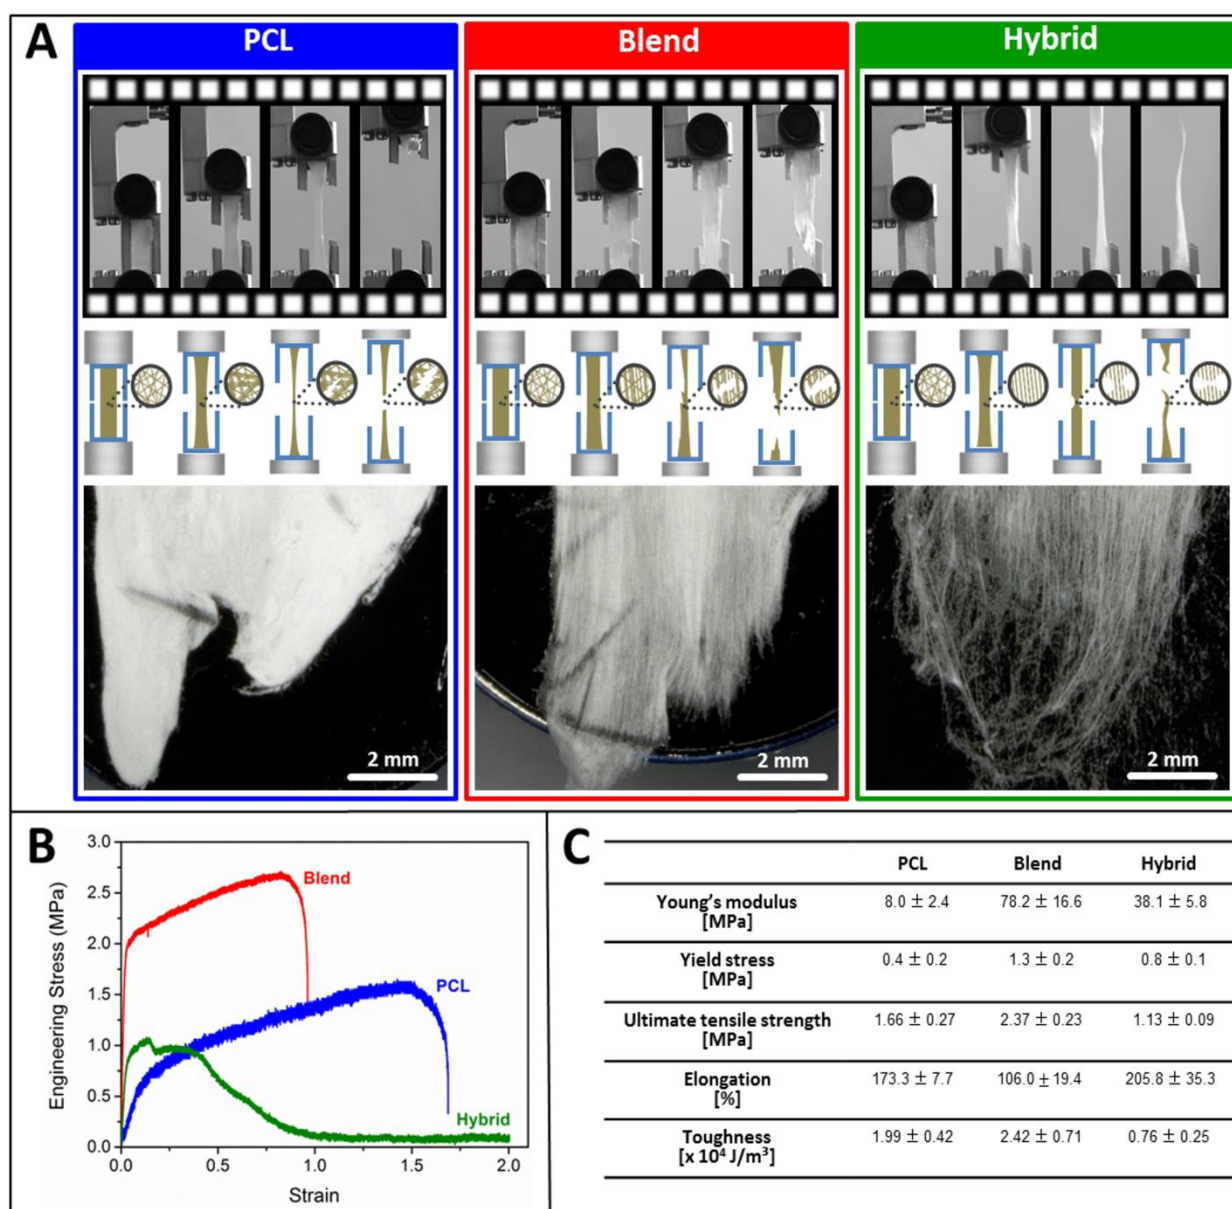 A
PCL
Blend
Hybrid
2 mm
2 mm
2 mm
B
3.0
2.5
2.0
1.5
1.0
0.5
0.0
Engineering Stress (MPa)
Blend
PCL
Hybrid
0.0 0.5 1.0 1.5 2.0
Strain
C
PCL Blend Hybrid
Young's modulus
[MPa]
8.0 ± 2.4 78.2 ± 16.6 38.1 ± 5.8
Yield stress
[MPa]
0.4 ± 0.2 1.3 ± 0.2 0.8 ± 0.1
Ultimate tensile strength
[MPa]
1.66 ± 0.27 2.37 ± 0.23 1.13 ± 0.09
Elongation
[%]
173.3 ± 7.7 106.0 ± 19.4 205.8 ± 35.3
Toughness
[x 10⁴ J/m³]
1.99 ± 0.42 2.42 ± 0.71 0.76 ± 0.25